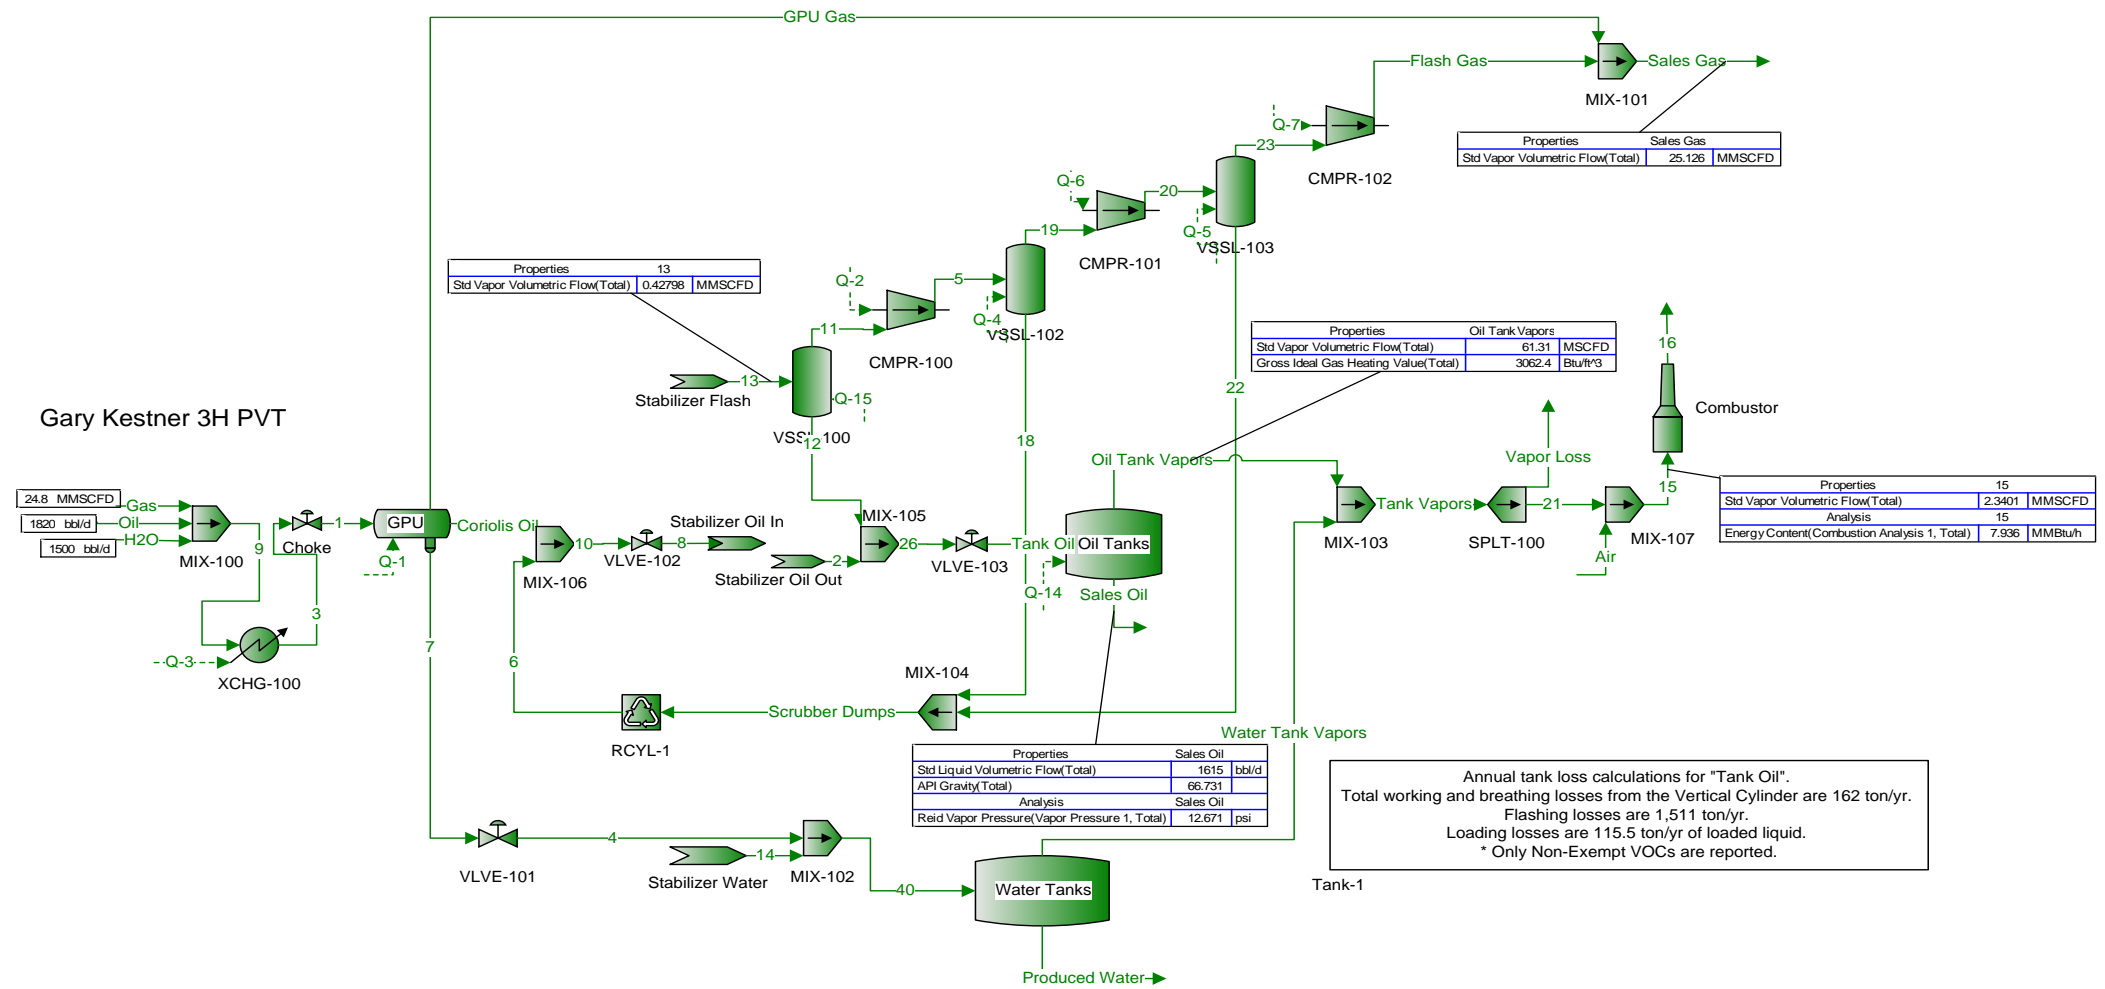 GPU Gas
Flash Gas
Sales Gas
MIX-101
Properties Sales Gas
Std Vapor Volumetric Flow(Total) 25.126 MMSCFD
Q-7
CMPR-102
23
Q-6
20
CMPR-101
Q-5
VSSL-103
19
Properties 13
Std Vapor Volumetric Flow(Total) 0.42798 MMSCFD
Q-2
5
CMPR-100
Q-4
VSSL-102
11
13
Stabilizer Flash
Q-15
VSSL-100
12
18
22
Properties Oil Tank Vapors
Std Vapor Volumetric Flow(Total) 61.31 MSCFD
Gross Ideal Gas Heating Value(Total) 3062.4 Btu/ft^3
16
Combustor
Gary Kestner 3H PVT
Oil Tank Vapors
Vapor Loss
24.8 MMSCFD
Gas
1820 bbl/d
Oil
1500 bbl/d
H2O
MIX-100
9
Choke
1
GPU
Q-1
Coriolis Oil
10
MIX-106
VLVE-102
8
Stabilizer Oil In
Stabilizer Oil Out
2
MIX-105
26
VLVE-103
Tank Oil
Oil Tanks
Q-14
Sales Oil
MIX-103
Tank Vapors
SPLT-100
21
MIX-107
Air
15
Properties 15
Std Vapor Volumetric Flow(Total) 2.3401 MMSCFD
Analysis 15
Energy Content(Combustion Analysis 1, Total) 7.936 MMBtu/h
3
Q-3
XCHG-100
7
6
RCYL-1
Scrubber Dumps
MIX-104
Water Tank Vapors
Properties Sales Oil
Std Liquid Volumetric Flow(Total) 1615 bbl/d
API Gravity(Total) 66.731
Analysis Sales Oil
Reid Vapor Pressure(Vapor Pressure 1, Total) 12.671 psi
Annual tank loss calculations for "Tank Oil".
Total working and breathing losses from the Vertical Cylinder are 162 ton/yr.
Flashing losses are 1,511 ton/yr.
Loading losses are 115.5 ton/yr of loaded liquid.
* Only Non-Exempt VOCs are reported.
Tank-1
VLVE-101
4
Stabilizer Water
14
MIX-102
40
Water Tanks
Produced Water